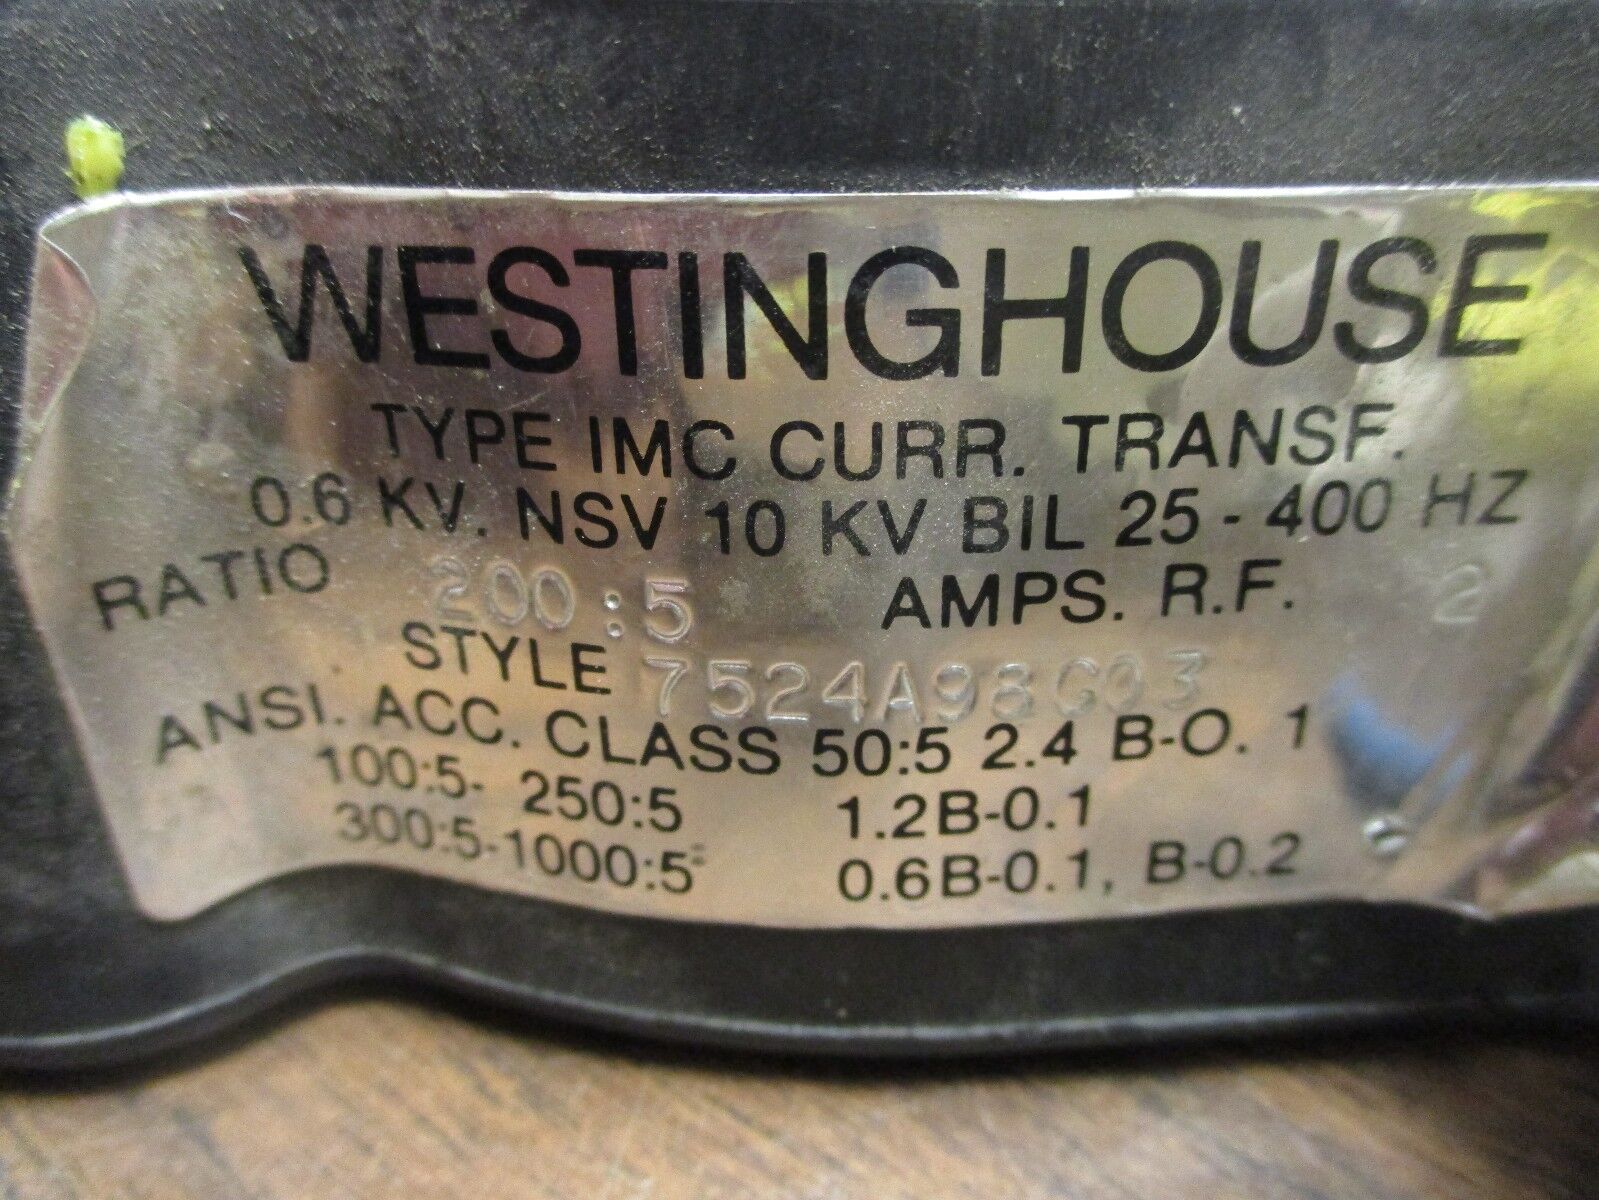 WESTINGHOUSE
TYPE IMC CURR. TRANSF.
0.6 KV. NSV 10 KV BIL 25 - 400 HZ
RATIO 200:5 AMPS. R.F. 2
STYLE 7524A98G03
ANSI. ACC. CLASS 50:5 2.4 B-O. 1
100:5- 250:5 1.2B-0.1
300:5-1000:5 0.6B-0.1, B-0.2